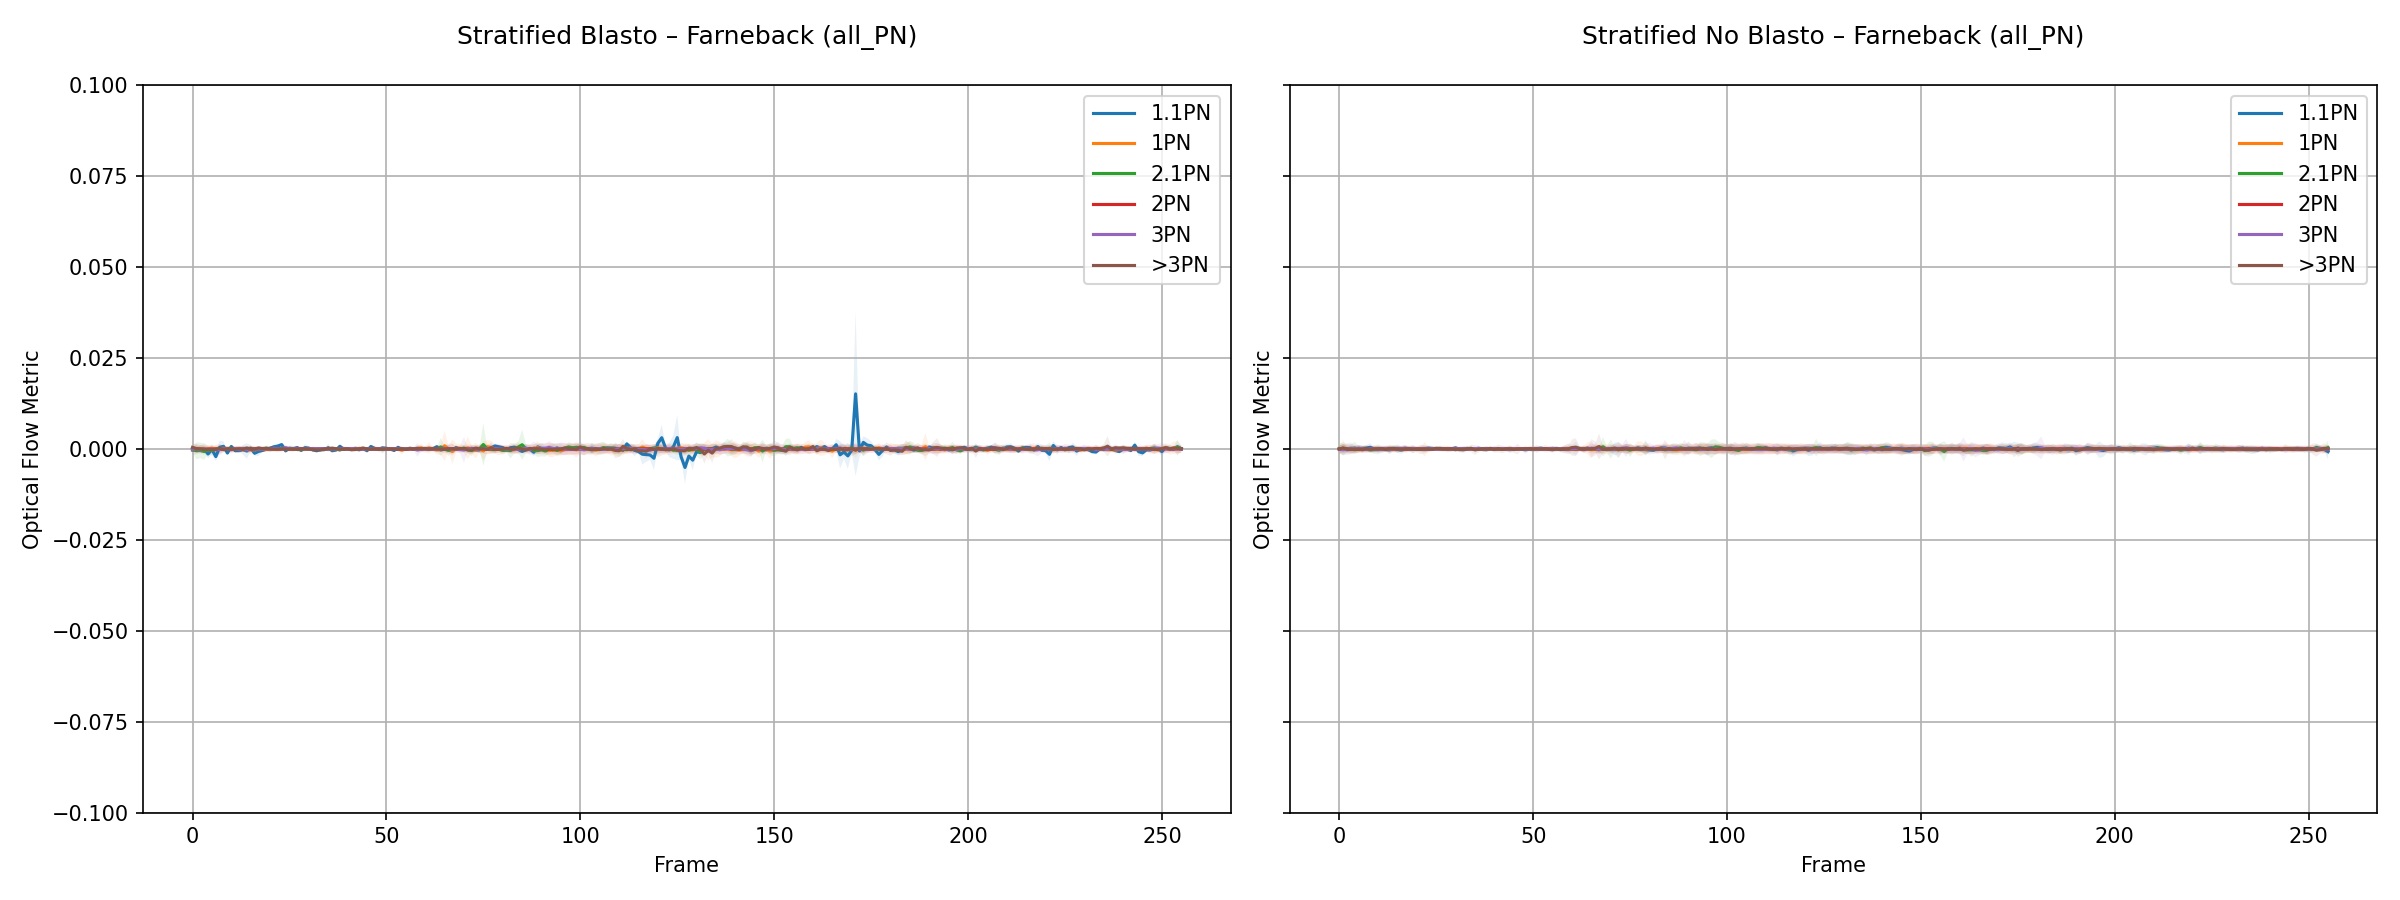 Stratified Blasto – Farneback (all_PN)
Optical Flow Metric
0.100
0.075
0.050
0.025
0.000
−0.025
−0.050
−0.075
−0.100
1.1PN
1PN
2.1PN
2PN
3PN
>3PN
0 50 100 150 200 250
Frame
Stratified No Blasto – Farneback (all_PN)
Optical Flow Metric
1.1PN
1PN
2.1PN
2PN
3PN
>3PN
0 50 100 150 200 250
Frame